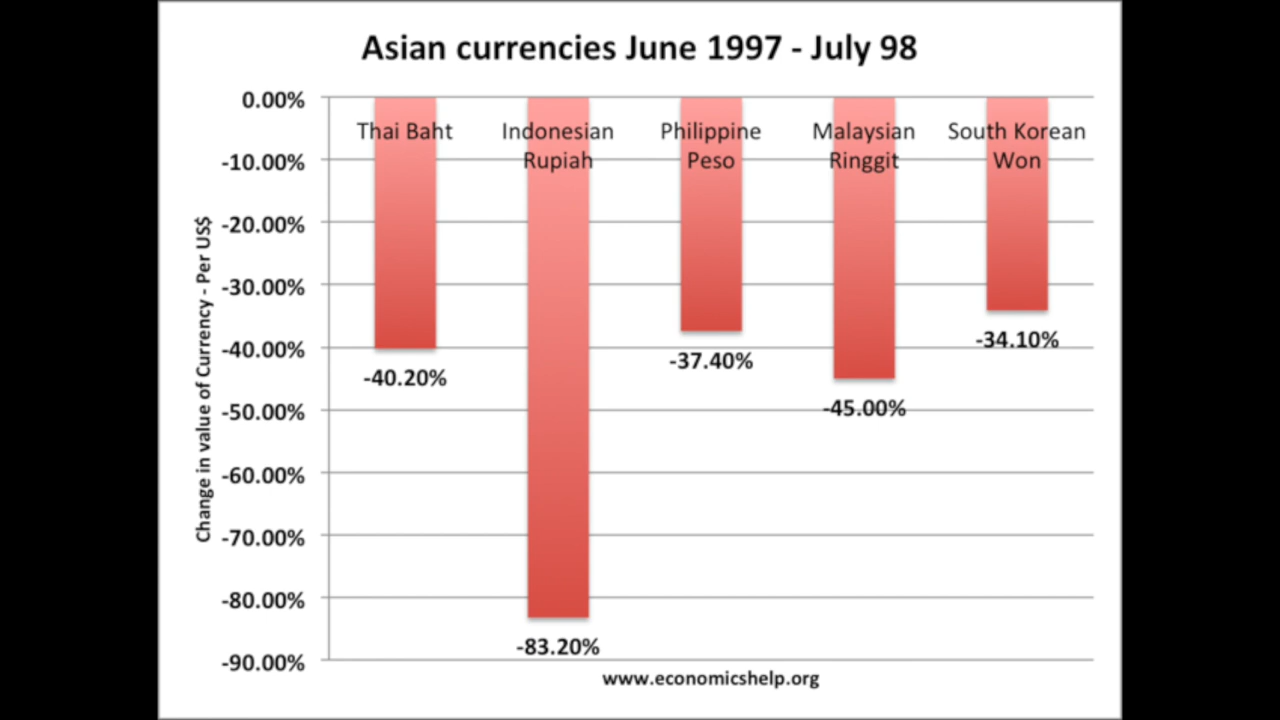 Asian currencies June 1997 - July 98
0.00%
-10.00%
-20.00%
-30.00%
-40.00%
-50.00%
-60.00%
-70.00%
-80.00%
-90.00%
Change in value of Currency - Per US$
Thai Baht
Indonesian
Rupiah
Philippine
Peso
Malaysian
Ringgit
South Korean
Won
-40.20%
-83.20%
-37.40%
-45.00%
-34.10%
www.economicshelp.org